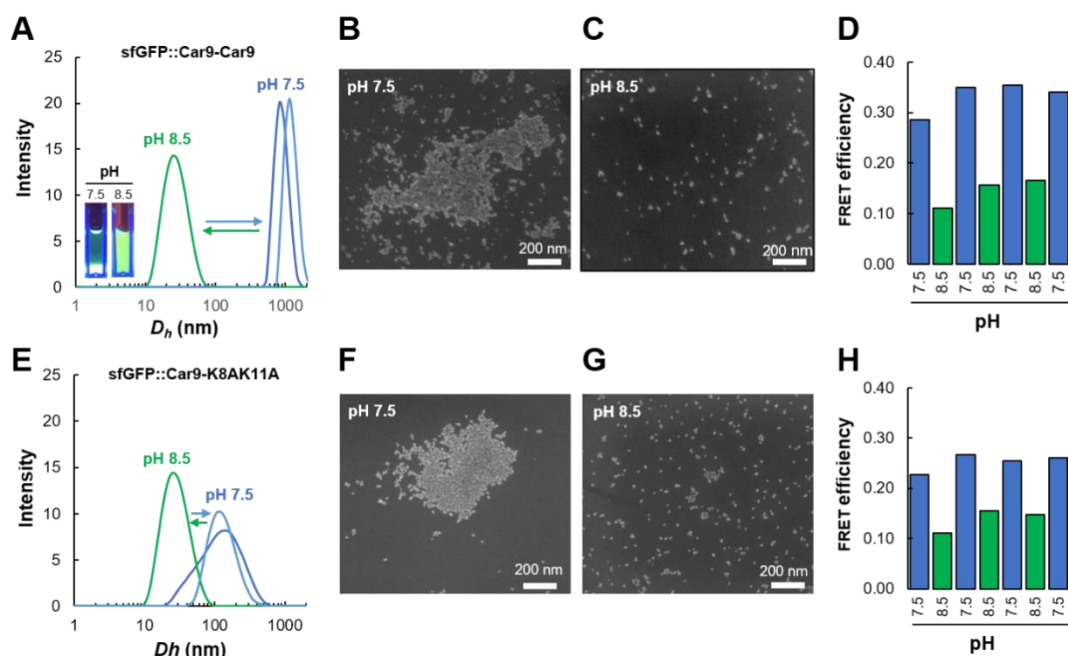 A
sfGFP::Car9-Car9
25
20
15
10
5
0
Intensity
pH 8.5
pH 7.5
pH
7.5 8.5
1 10 100 1000
Dh (nm)
B
pH 7.5
200 nm
C
pH 8.5
200 nm
D
0.40
0.30
0.20
0.10
0.00
FRET efficiency
7.5 8.5 7.5 8.5 7.5 8.5 7.5
pH
E
sfGFP::Car9-K8AK11A
25
20
15
10
5
0
Intensity
pH 8.5
pH 7.5
1 10 100 1000
Dh (nm)
F
pH 7.5
200 nm
G
pH 8.5
200 nm
H
0.40
0.30
0.20
0.10
0.00
FRET efficiency
7.5 8.5 7.5 8.5 7.5 8.5 7.5
pH